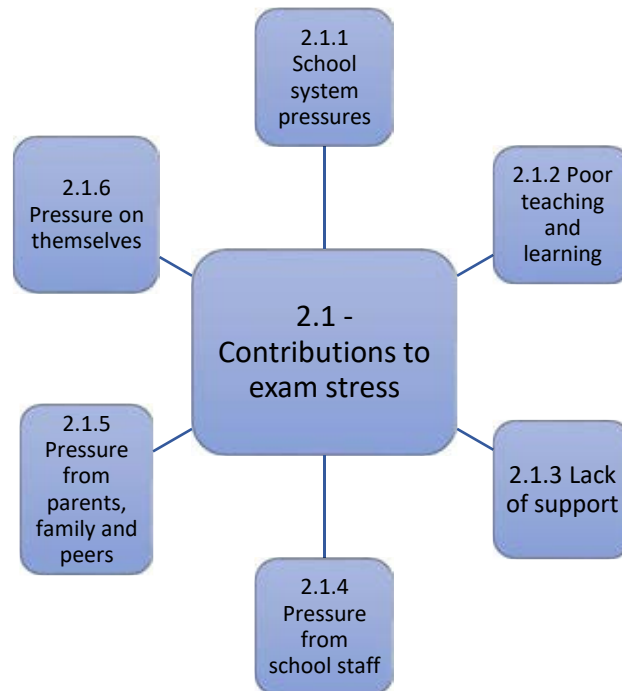 2.1.1
School
system
pressures
2.1.2 Poor
teaching
and
learning
2.1.6
Pressure on
themselves
2.1 -
Contributions to
exam stress
2.1.3 Lack
of support
2.1.5
Pressure
from
parents,
family and
peers
2.1.4
Pressure
from
school staff